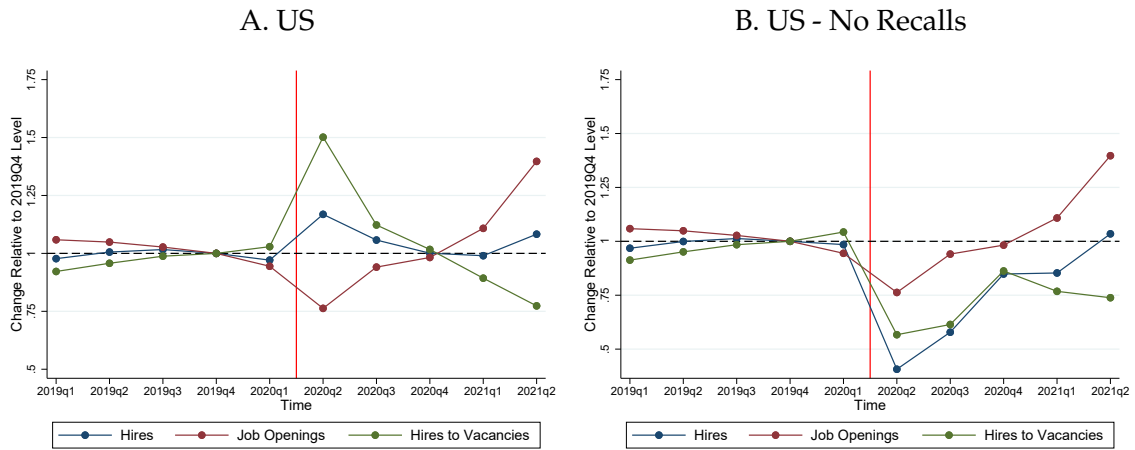 A. US
Change Relative to 2019Q4 Level
1.75
1.5
1.25
1
.75
.5
2019q1 2019q2 2019q3 2019q4 2020q1 2020q2 2020q3 2020q4 2021q1 2021q2
Time
Hires Job Openings Hires to Vacancies
B. US - No Recalls
Change Relative to 2019Q4 Level
1.75
1.5
1.25
1
.75
.5
2019q1 2019q2 2019q3 2019q4 2020q1 2020q2 2020q3 2020q4 2021q1 2021q2
Time
Hires Job Openings Hires to Vacancies